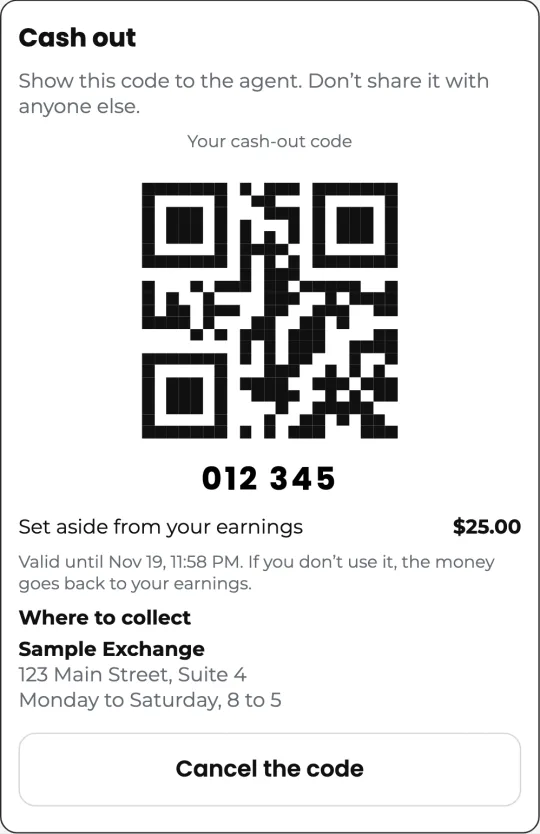 Cash out
Show this code to the agent. Don’t share it with
anyone else.
Your cash-out code
012 345
Set aside from your earnings $25.00
Valid until Nov 19, 11:58 PM. If you don’t use it, the money
goes back to your earnings.
Where to collect
Sample Exchange
123 Main Street, Suite 4
Monday to Saturday, 8 to 5
Cancel the code